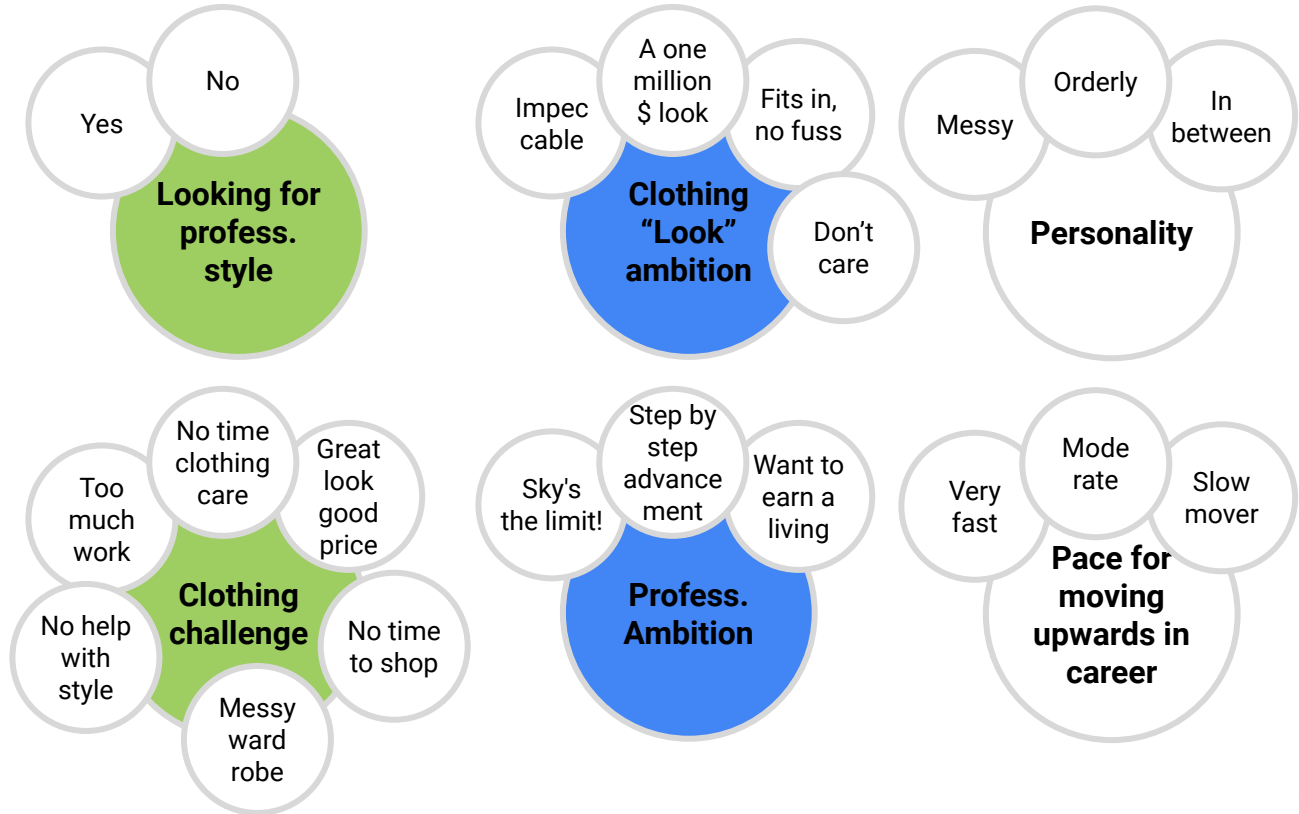 Yes
No
Looking for
profess.
style
Impec
cable
A one
million
$ look
Fits in,
no fuss
Don't
care
Clothing
“Look”
ambition
Messy
Orderly
In
between
Personality
Too
much
work
No time
clothing
care
Great
look
good
price
No help
with
style
Clothing
challenge
No time
to shop
Messy
ward
robe
Sky's
the limit!
Step by
step
advance
ment
Want to
earn a
living
Profess.
Ambition
Very
fast
Mode
rate
Slow
mover
Pace for
moving
upwards in
career